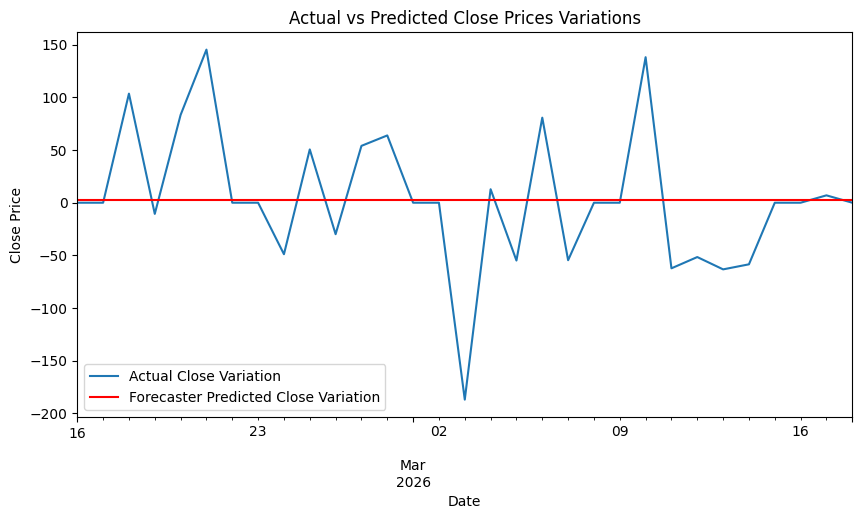 Actual vs Predicted Close Prices Variations
Close Price
150
100
50
0
−50
−100
−150
−200
Actual Close Variation
Forecaster Predicted Close Variation
16 23 02 09 16
Mar
2026
Date